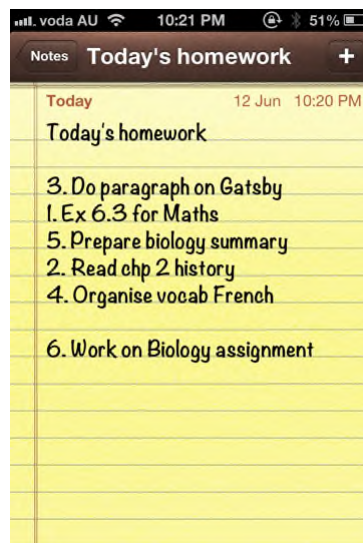 voda AU 10:21 PM 51%
Notes Today's homework +
Today 12 Jun 10:20 PM
Today's homework
3. Do paragraph on Gatsby
1. Ex 6.3 for Maths
5. Prepare biology summary
2. Read chp 2 history
4. Organise vocab French
6. Work on Biology assignment